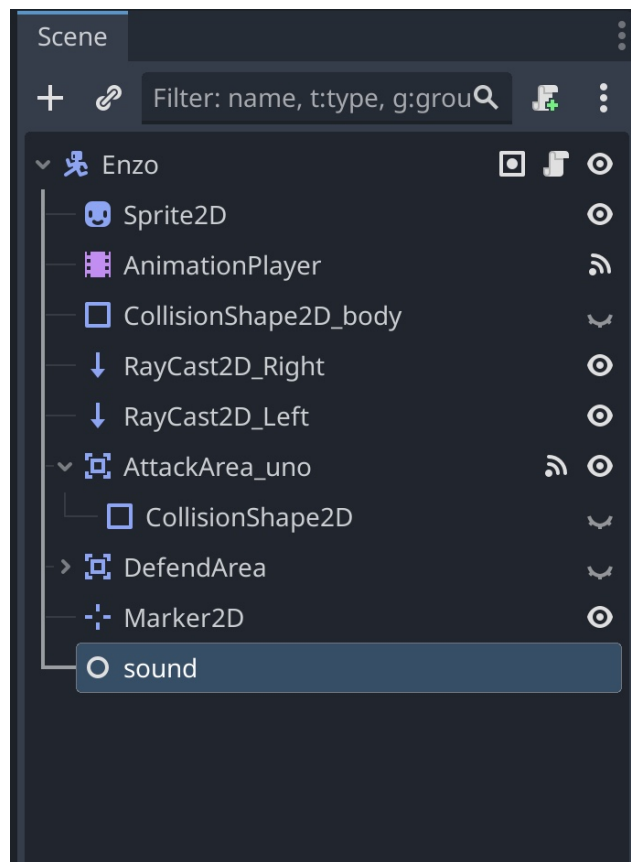 Scene
Filter: name, t:type, g:grou
Enzo
Sprite2D
AnimationPlayer
CollisionShape2D_body
RayCast2D_Right
RayCast2D_Left
AttackArea_uno
CollisionShape2D
DefendArea
Marker2D
sound